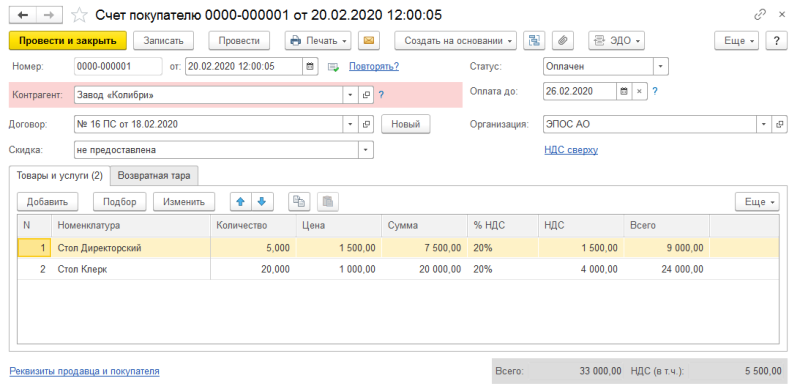 Счет покупателю 0000-000001 от 20.02.2020 12:00:05
Провести и закрыть Записать Провести Печать Создать на основании ЭДО Еще ?
Номер: 0000-000001 от: 20.02.2020 12:00:05 Повторять? Статус: Оплачен
Контрагент: Завод «Колибри» ? Оплата до: 26.02.2020 ?
Договор: № 16 ПС от 18.02.2020 Новый Организация: ЭПОС АО
Скидка: не предоставлена НДС сверху
Товары и услуги (2) Возвратная тара
Добавить Подбор Изменить Еще
N Номенклатура Количество Цена Сумма % НДС НДС Всего
1 Стол Директорский 5,000 1 500,00 7 500,00 20% 1 500,00 9 000,00
2 Стол Клерк 20,000 1 000,00 20 000,00 20% 4 000,00 24 000,00
Реквизиты продавца и покупателя Всего: 33 000,00 НДС (в т.ч.): 5 500,00